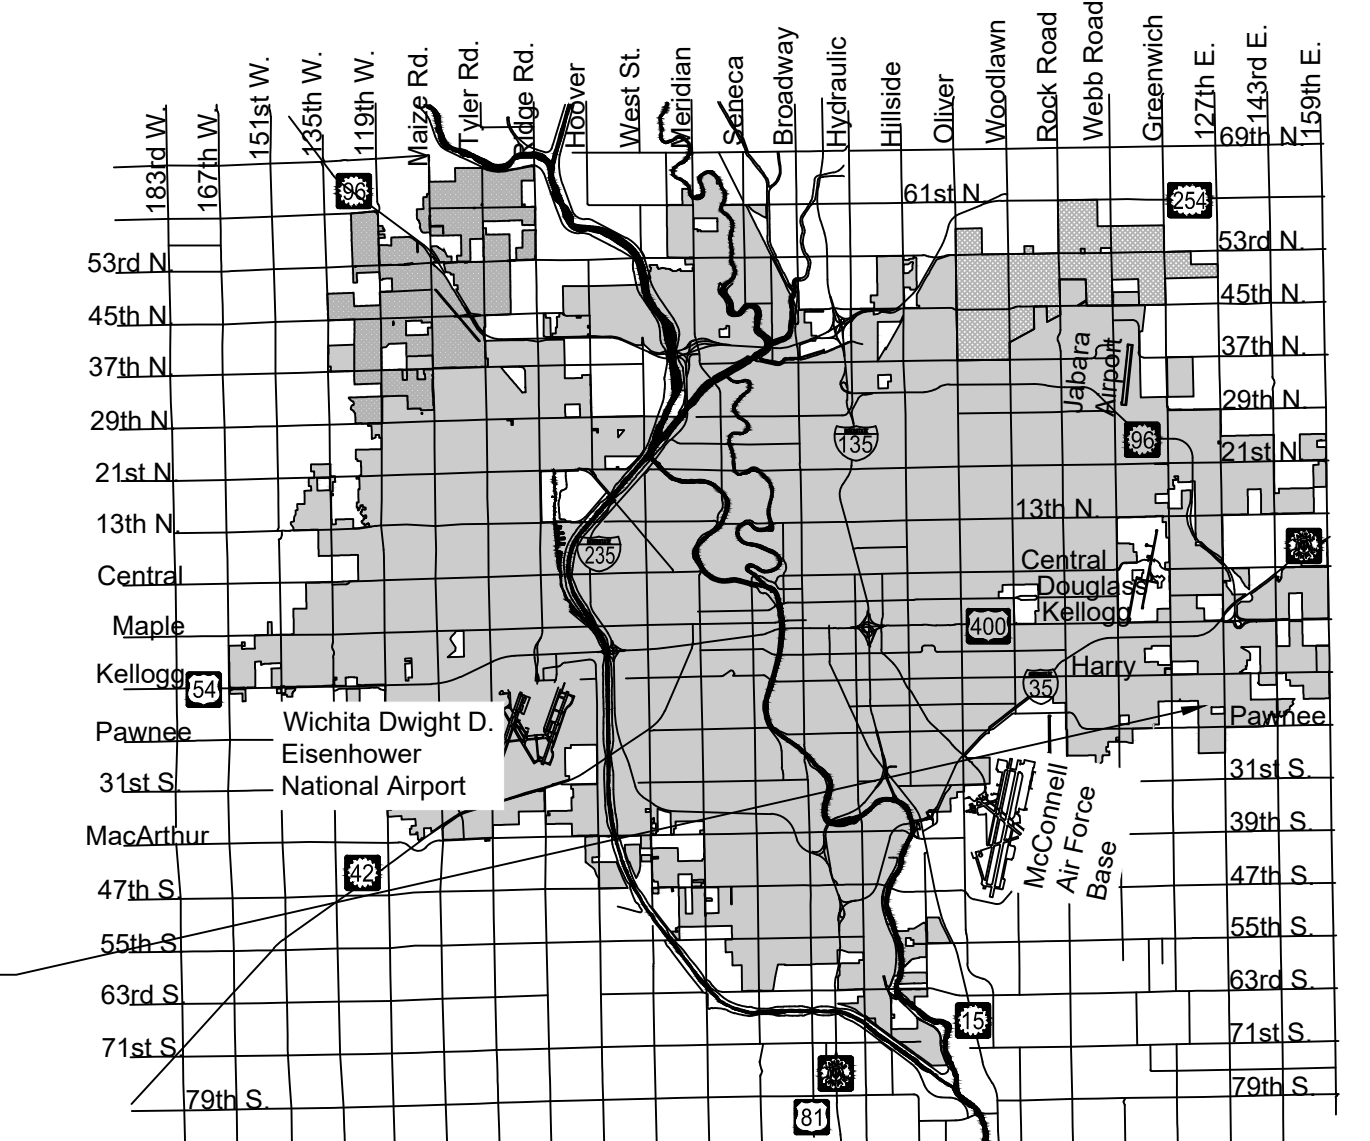 183rd W.
167th W.
151st W.
135th W.
119th W.
Maize Rd.
Tyler Rd.
Ridge Rd.
Hoover
West St.
Meridian
Seneca
Broadway
Hydraulic
Hillside
Oliver
Woodlawn
Rock Road
Webb Road
Greenwich
127th E.
143rd E.
159th E.
69th N.
96
61st N.
254
53rd N.
53rd N.
45th N.
45th N.
37th N.
37th N.
Jabara
Airport
29th N.
29th N.
135
96
21st N.
21st N.
13th N.
13th N.
235
Central
Central
Douglass
Kellogg
Maple
400
Kellogg
54
Harry
35
Wichita Dwight D.
Eisenhower
National Airport
Pawnee
Pawnee
31st S.
31st S.
McConnell
Air Force
Base
MacArthur
39th S.
42
47th S.
47th S.
55th S.
55th S.
63rd S.
63rd S.
15
71st S.
71st S.
79th S.
79th S.
81